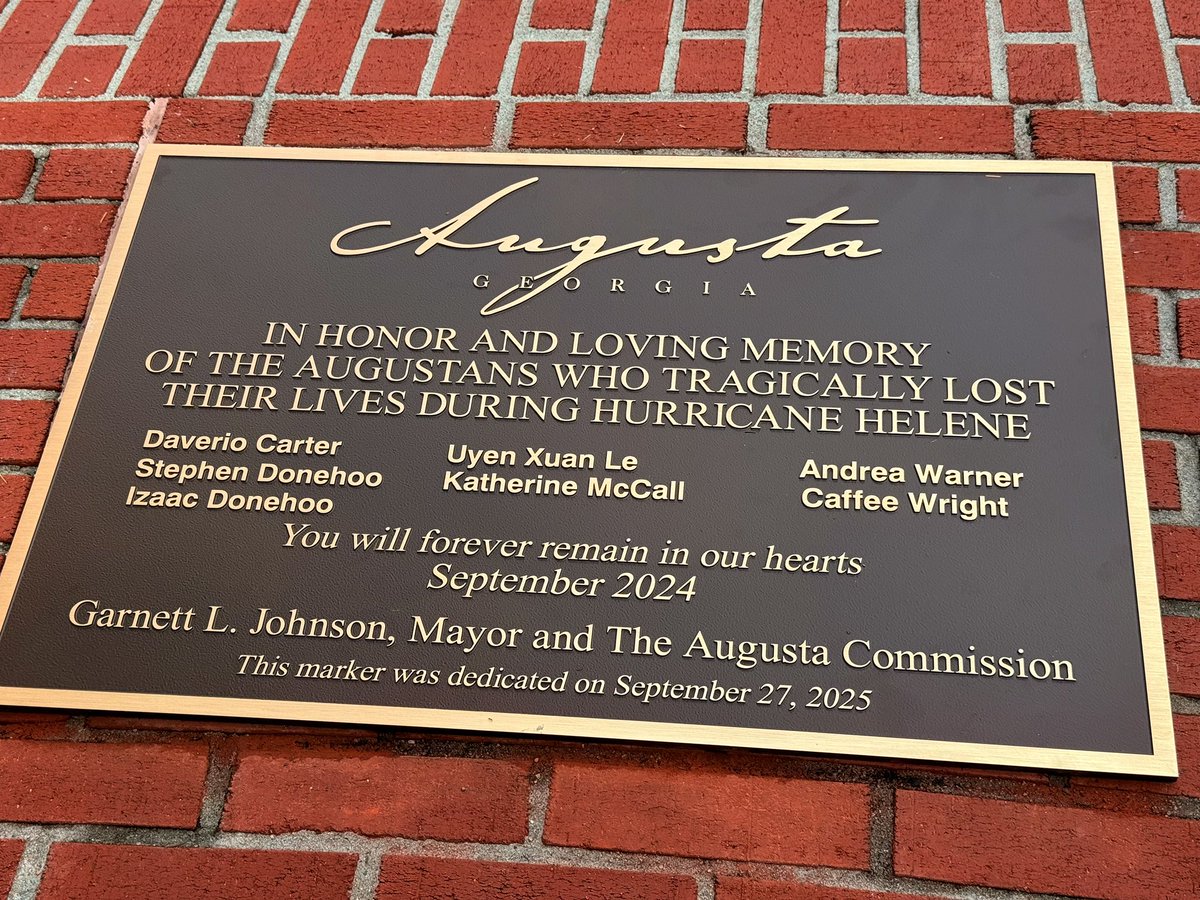 Augusta
GEORGIA
IN HONOR AND LOVING MEMORY
OF THE AUGUSTANS WHO TRAGICALLY LOST
THEIR LIVES DURING HURRICANE HELENE
Daverio Carter Uyen Xuan Le Andrea Warner
Stephen Donehoo Katherine McCall Caffee Wright
Izaac Donehoo
You will forever remain in our hearts
September 2024
Garnett L. Johnson, Mayor and The Augusta Commission
This marker was dedicated on September 27, 2025